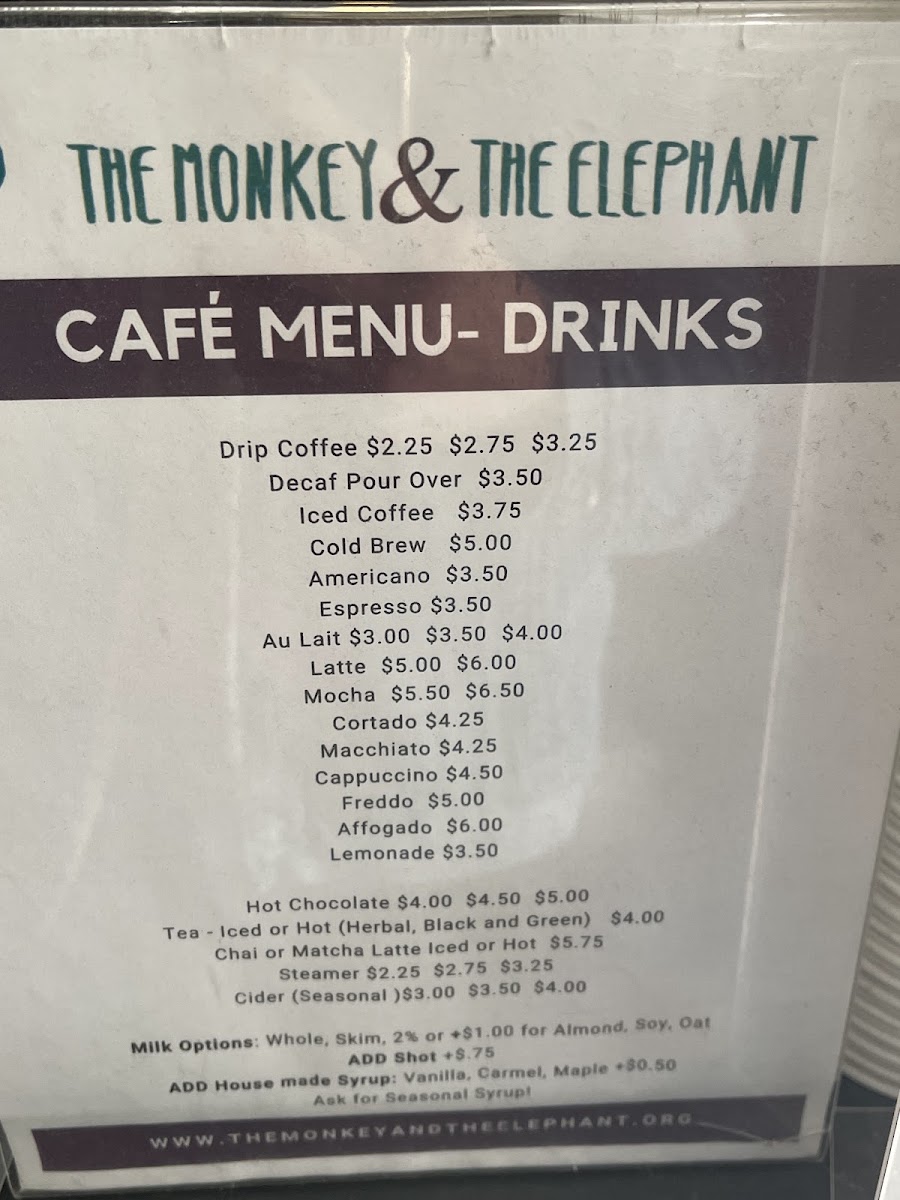 THE MONKEY & THE ELEPHANT
CAFÉ MENU- DRINKS
Drip Coffee $2.25 $2.75 $3.25
Decaf Pour Over $3.50
Iced Coffee $3.75
Cold Brew $5.00
Americano $3.50
Espresso $3.50
Au Lait $3.00 $3.50 $4.00
Latte $5.00 $6.00
Mocha $5.50 $6.50
Cortado $4.25
Macchiato $4.25
Cappuccino $4.50
Freddo $5.00
Affogado $6.00
Lemonade $3.50
Hot Chocolate $4.00 $4.50 $5.00
Tea - Iced or Hot (Herbal, Black and Green) $4.00
Chai or Matcha Latte Iced or Hot $5.75
Steamer $2.25 $2.75 $3.25
Cider (Seasonal )$3.00 $3.50 $4.00
Milk Options: Whole, Skim, 2% or +$1.00 for Almond, Soy, Oat
ADD Shot +$.75
ADD House made Syrup: Vanilla, Carmel, Maple +$0.50
Ask for Seasonal Syrup!
WWW.THEMONKEYANDTHEELEPHANT.ORG